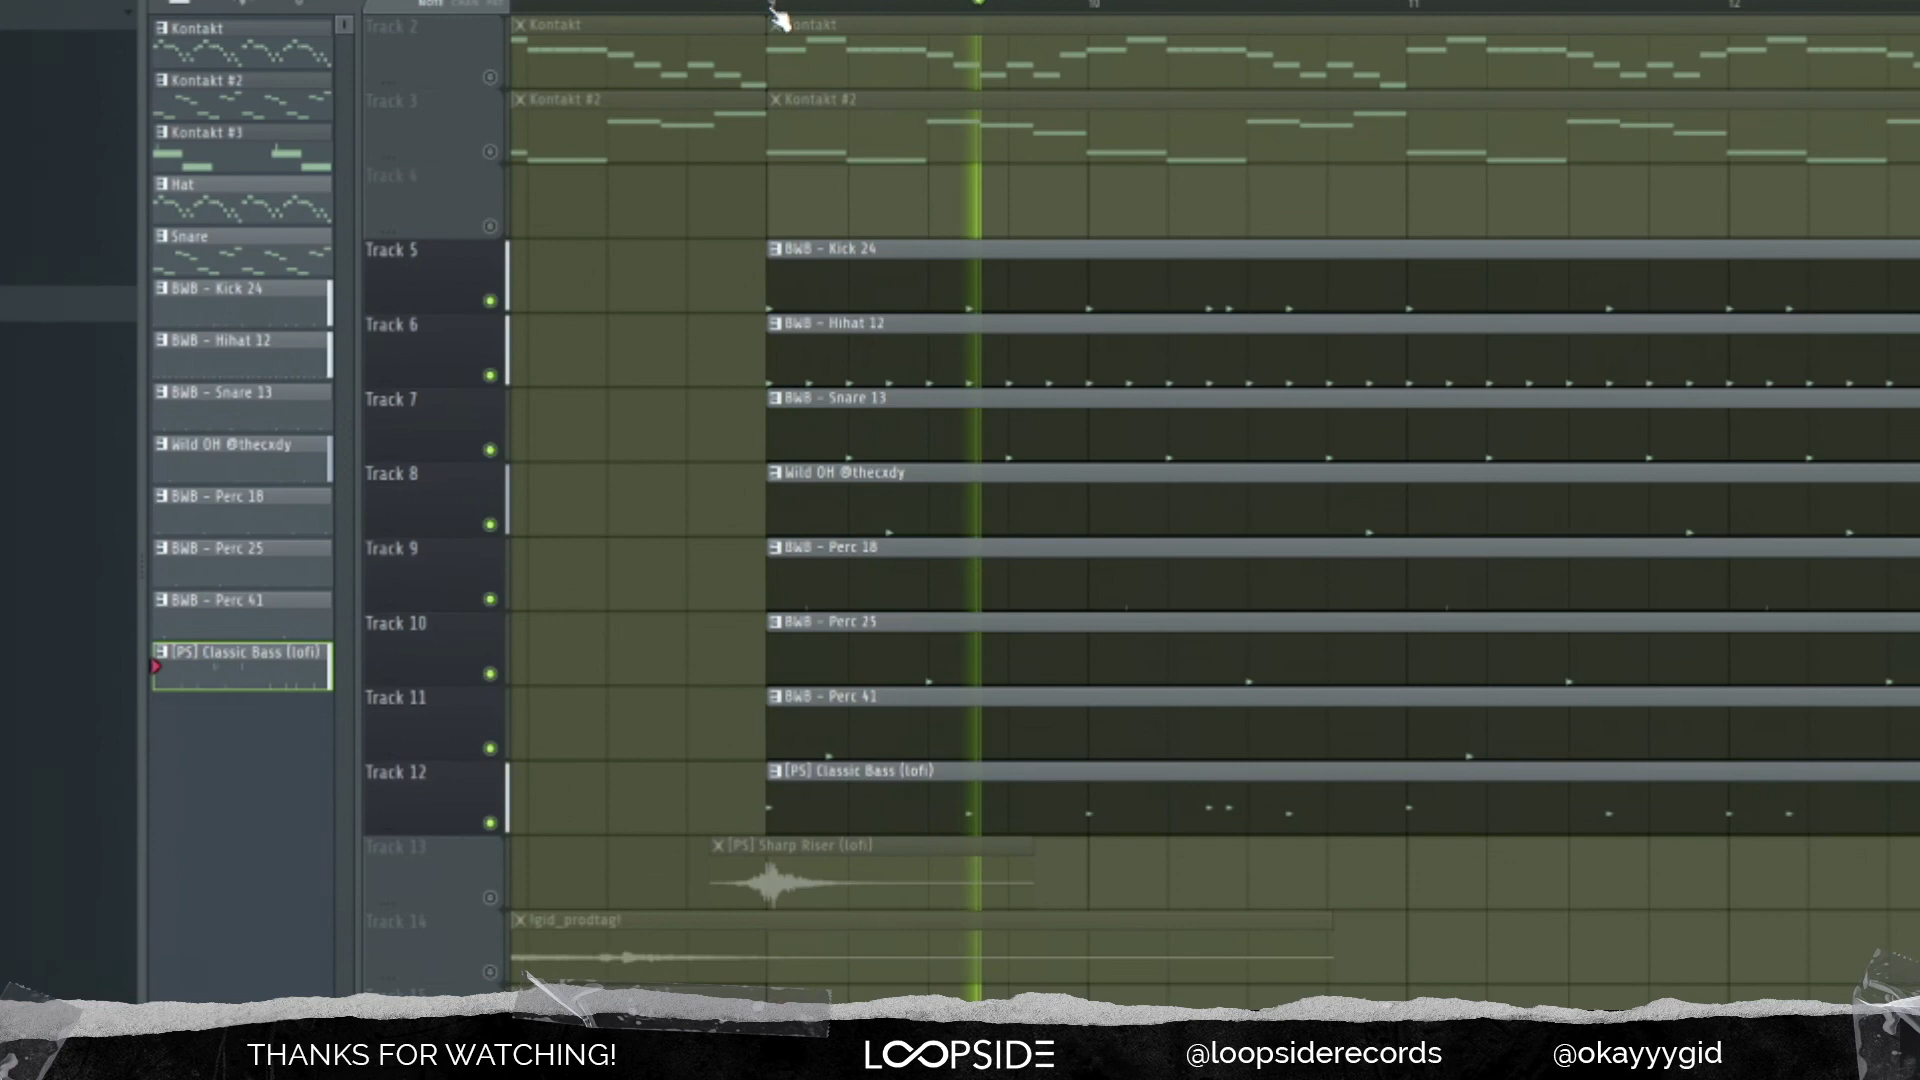 NOTE
10
11
12
Kontakt
Kontakt #2
Kontakt #3
Hat
Snare
BWB - Kick 24
BWB - Hihat 12
BWB - Snare 13
Wild OH @thecxdy
BWB - Perc 18
BWB - Perc 25
BWB - Perc 41
[PS] Classic Bass (lofi)
Track 2
Kontakt
ontakt
Track 3
Kontakt #2
Kontakt #2
Track 4
Track 5
BWB - Kick 24
Track 6
BWB - Hihat 12
Track 7
BWB - Snare 13
Track 8
Wild OH @thecxdy
Track 9
BWB - Perc 18
Track 10
BWB - Perc 25
Track 11
BWB - Perc 41
Track 12
[PS] Classic Bass (lofi)
Track 13
[PS] Sharp Riser (lofi)
Track 14
lgid_prodtag!
THANKS FOR WATCHING!
LOOPSIDE
@loopsiderecords
@okayyygid